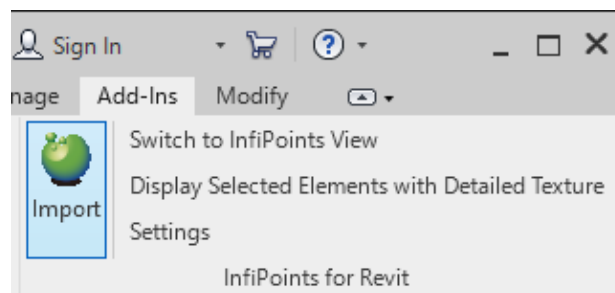 Sign In
nage Add-Ins Modify
Switch to InfiPoints View
Import
Display Selected Elements with Detailed Texture
Settings
InfiPoints for Revit